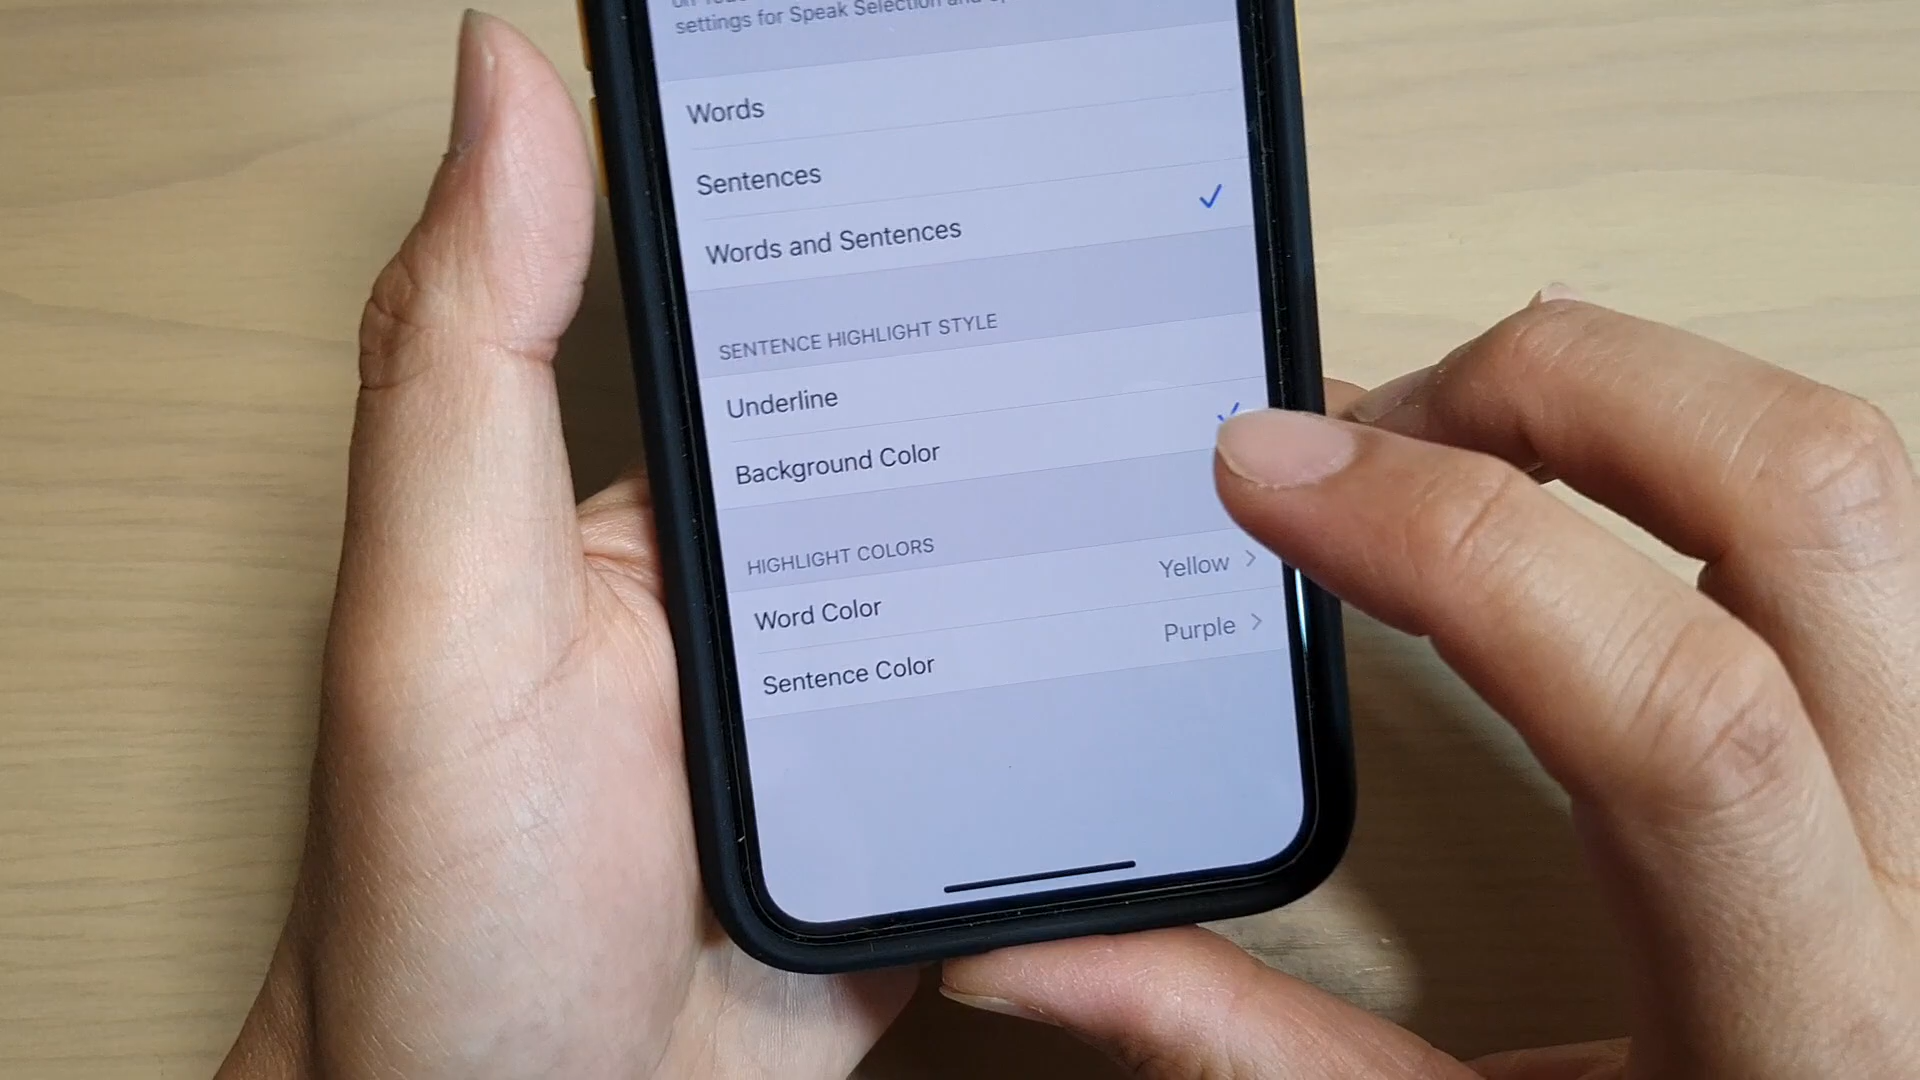 settings for Speak Selection and
Words
Sentences
Words and Sentences
SENTENCE HIGHLIGHT STYLE
Underline
Background Color
HIGHLIGHT COLORS
Word Color Yellow
Sentence Color Purple